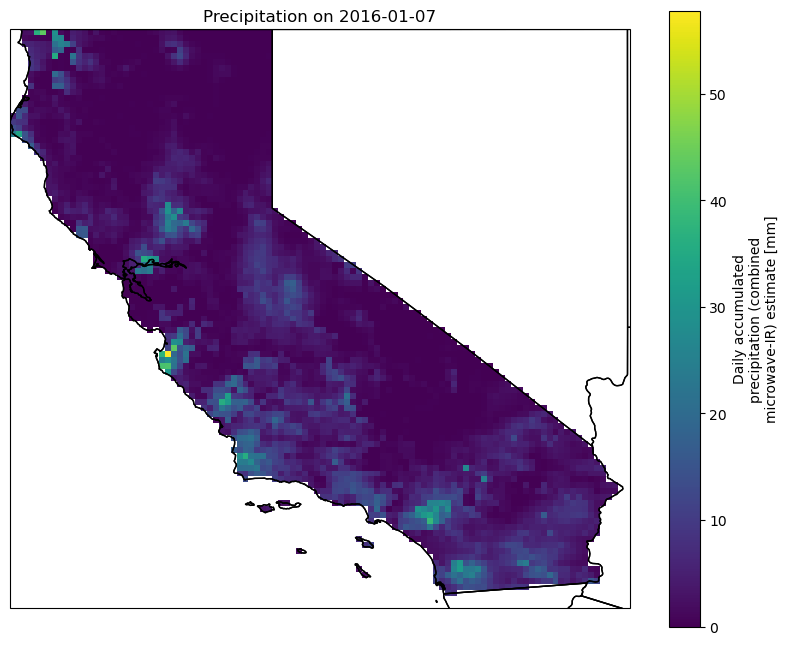 Precipitation on 2016-01-07
50
40
30
20
10
0
Daily accumulated
precipitation (combined
microwave-IR) estimate [mm]